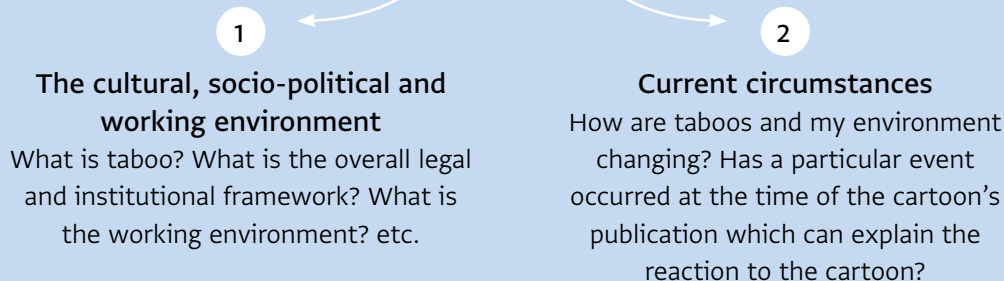 1
The cultural, socio-political and
working environment
What is taboo? What is the overall legal
and institutional framework? What is
the working environment? etc.
2
Current circumstances
How are taboos and my environment
changing? Has a particular event
occurred at the time of the cartoon’s
publication which can explain the
reaction to the cartoon?